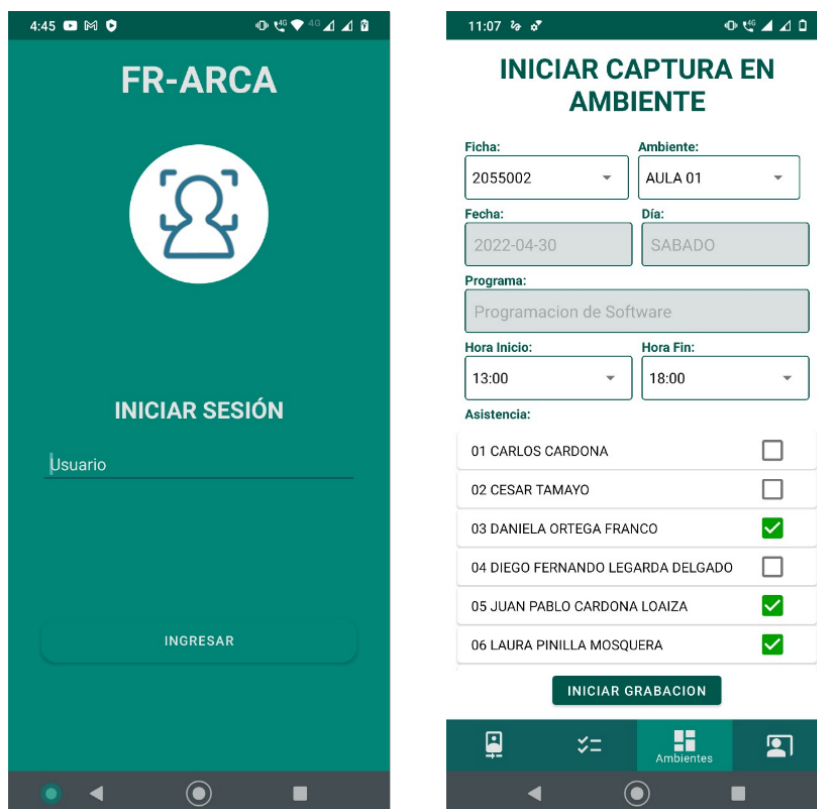 4:45
4G 4G
FR-ARCA
INICIAR SESIÓN
Usuario
INGRESAR
11:07
4G
INICIAR CAPTURA EN
AMBIENTE
Ficha: Ambiente:
2055002 AULA 01
Fecha: Día:
2022-04-30 SABADO
Programa:
Programacion de Software
Hora Inicio: Hora Fin:
13:00 18:00
Asistencia:
01 CARLOS CARDONA
02 CESAR TAMAYO
03 DANIELA ORTEGA FRANCO
04 DIEGO FERNANDO LEGARDA DELGADO
05 JUAN PABLO CARDONA LOAIZA
06 LAURA PINILLA MOSQUERA
INICIAR GRABACION
Ambientes